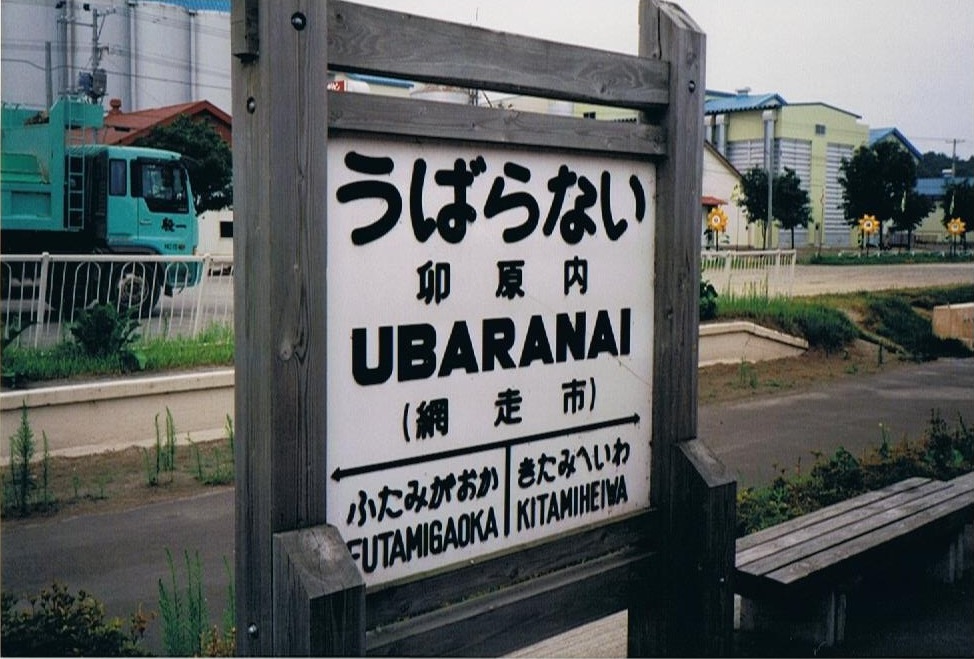 うばらない
卯原内
UBARANAI
(網走市)
ふたみがおか きたみへいわ
FUTAMIGAOKA KITAMIHEIWA